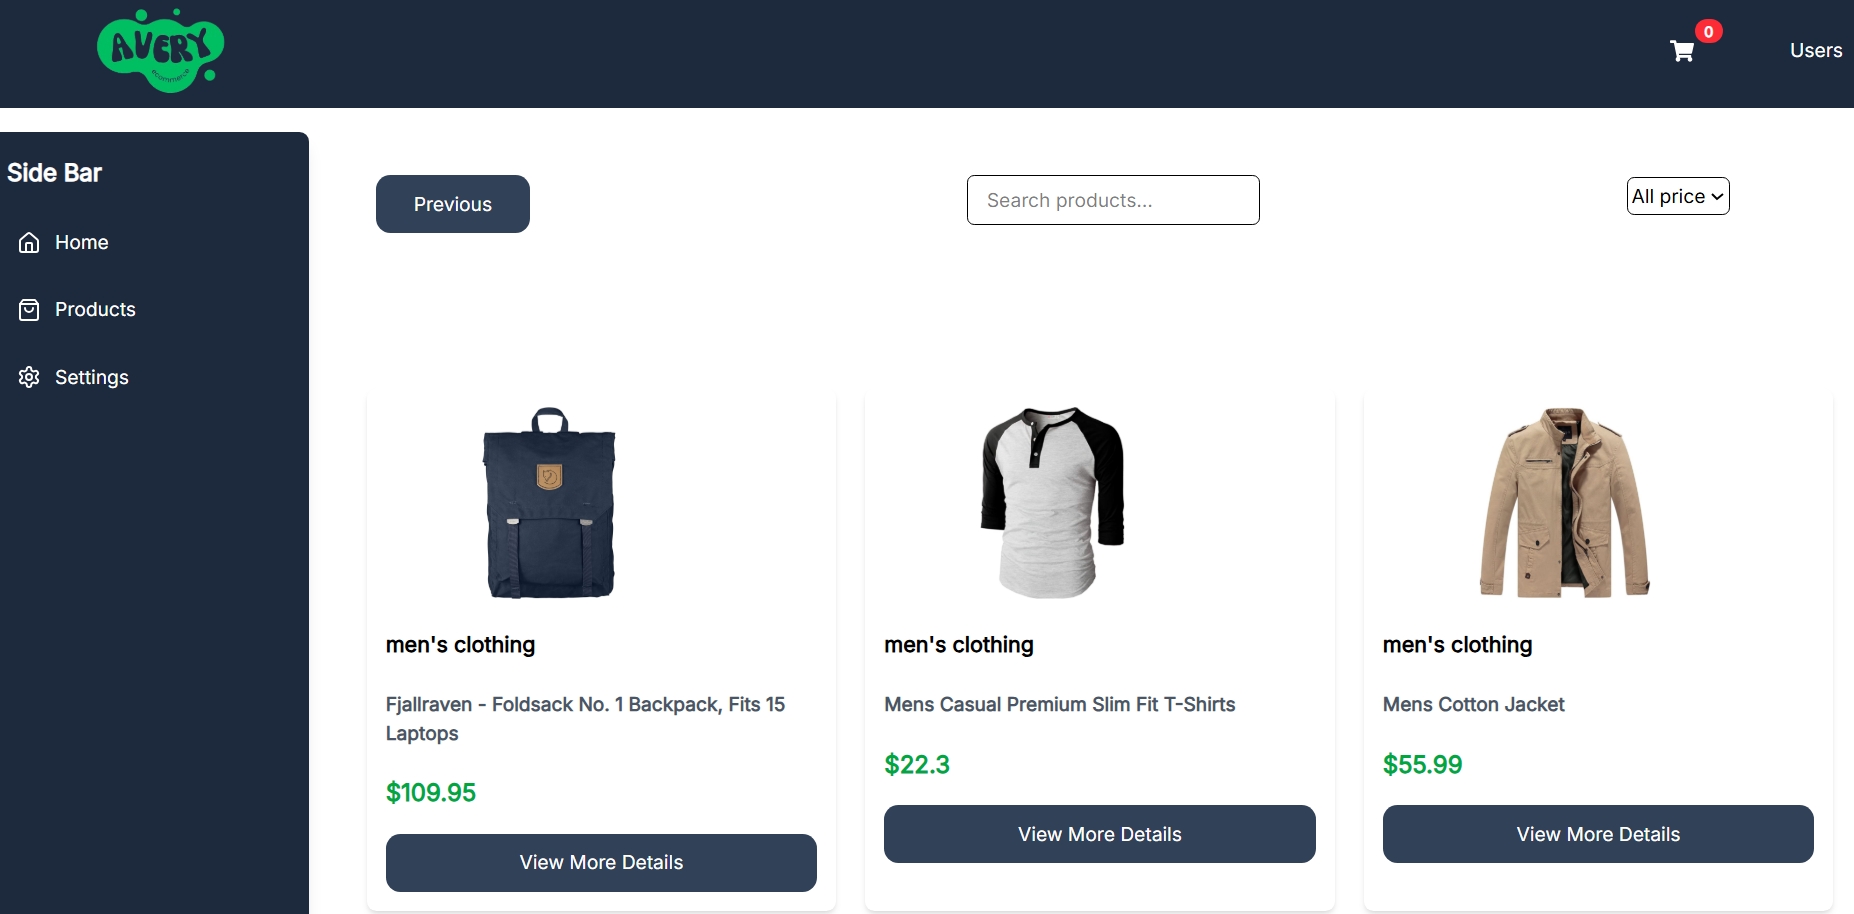 AVERY
ecommerce
0
Users
Side Bar
Home
Products
Settings
Previous
Search products...
All price
men's clothing
Fjallraven - Foldsack No. 1 Backpack, Fits 15
Laptops
$109.95
View More Details
men's clothing
Mens Casual Premium Slim Fit T-Shirts
$22.3
View More Details
men's clothing
Mens Cotton Jacket
$55.99
View More Details